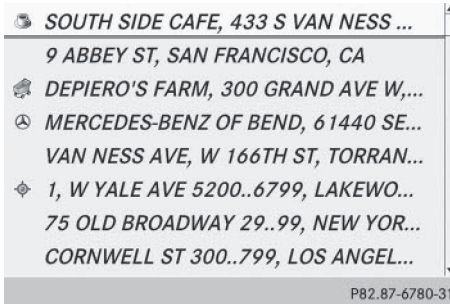 SOUTH SIDE CAFE, 433 S VAN NESS ...
9 ABBEY ST, SAN FRANCISCO, CA
DEPIERO'S FARM, 300 GRAND AVE W,...
MERCEDES-BENZ OF BEND, 61440 SE...
VAN NESS AVE, W 166TH ST, TORRAN...
1, W YALE AVE 5200..6799, LAKEWO...
75 OLD BROADWAY 29..99, NEW YOR...
CORNWELL ST 300..799, LOS ANGEL...
P82.87-6780-31